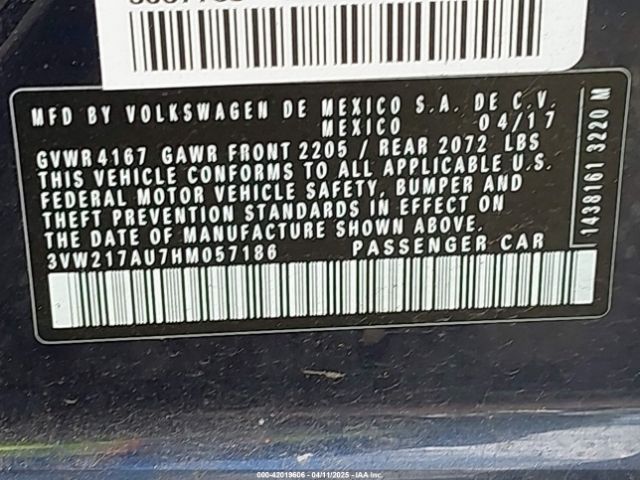 MFD BY VOLKSWAGEN DE MEXICO S.A. DE C.V.
MEXICO 04/17
GVWR 4167 GAWR FRONT 2205 / REAR 2072 LBS
THIS VEHICLE CONFORMS TO ALL APPLICABLE U.S.
FEDERAL MOTOR VEHICLE SAFETY, BUMPER AND
THEFT PREVENTION STANDARDS IN EFFECT ON
THE DATE OF MANUFACTURE SHOWN ABOVE.
3VW217AU7HM057186 PASSENGER CAR
1438161 3220 M
000-42019606 - 04/11/2025 - IAAI.COM